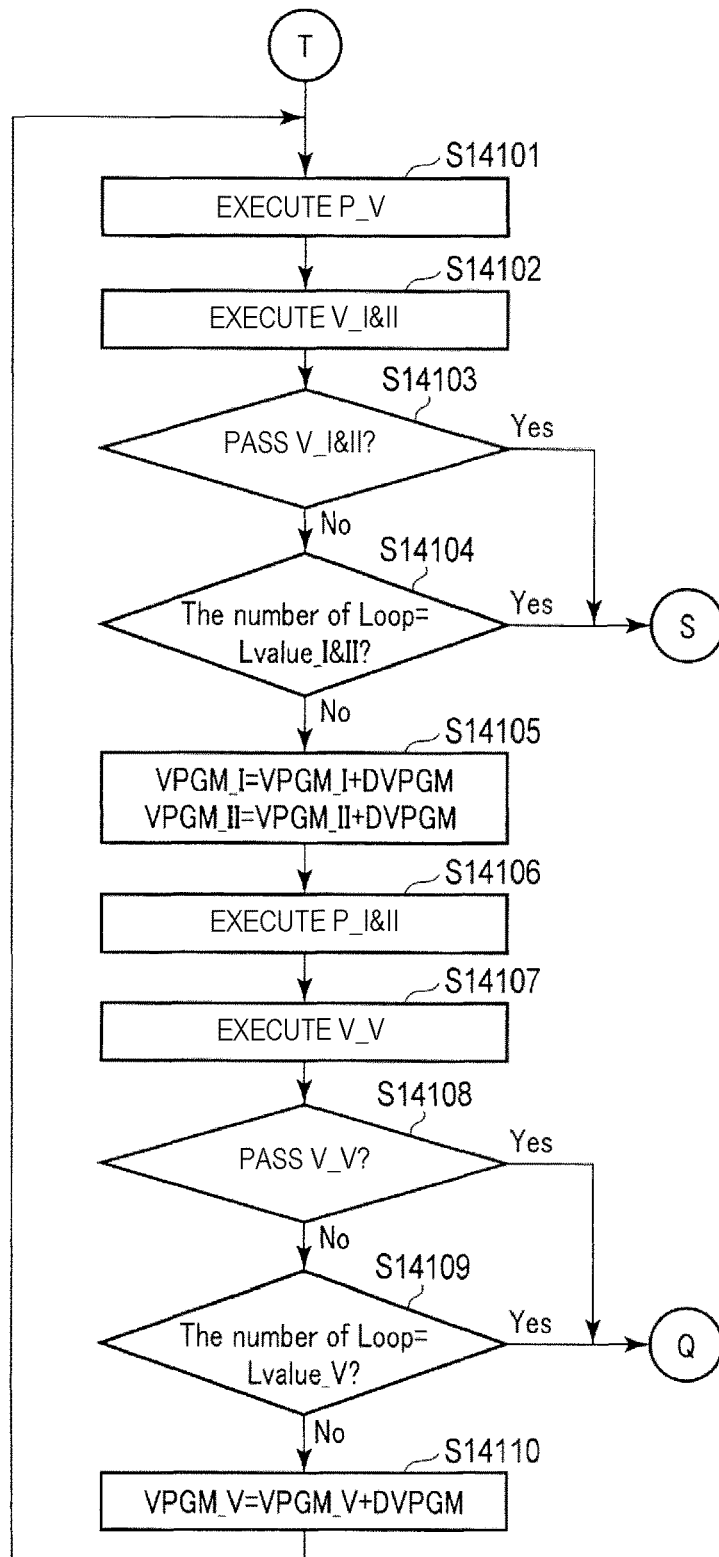 T
S14101
EXECUTE P_V
S14102
EXECUTE V_I&II
S14103
PASS V_I&II?
Yes
No
S14104
The number of Loop=
Lvalue_I&II?
Yes
S
No
S14105
VPGM_I=VPGM_I+DVPGM
VPGM_II=VPGM_II+DVPGM
S14106
EXECUTE P_I&II
S14107
EXECUTE V_V
S14108
PASS V_V?
Yes
No
S14109
The number of Loop=
Lvalue_V?
Yes
Q
No
S14110
VPGM_V=VPGM_V+DVPGM